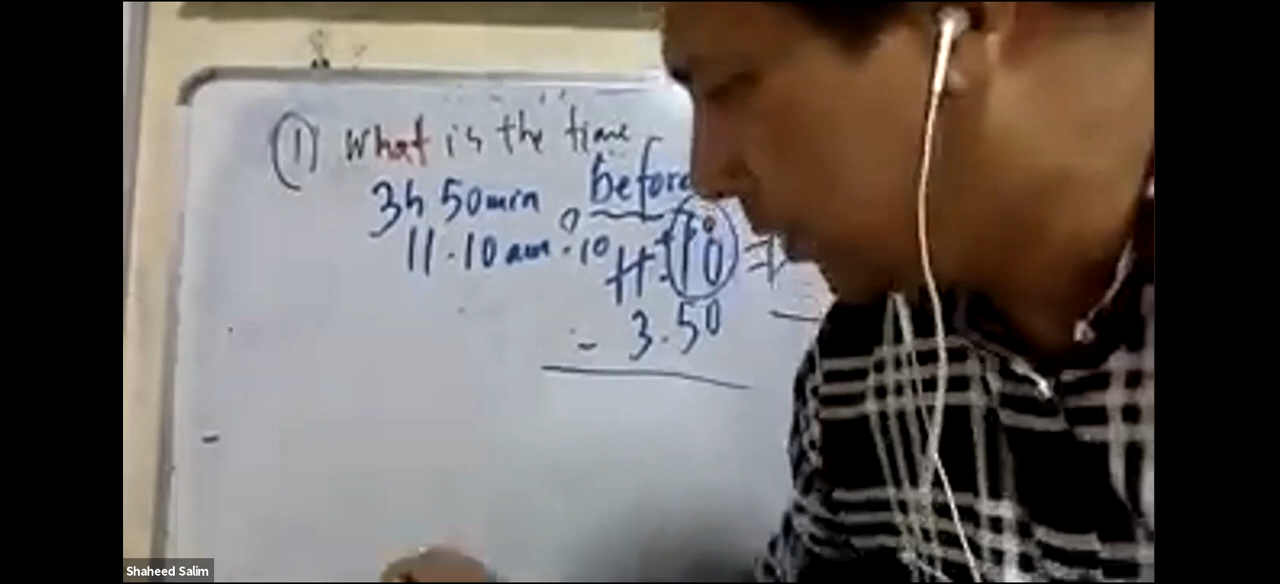 ① What is the time
3h 50min before
11.10 am
11.10
- 3.50
Shaheed Salim